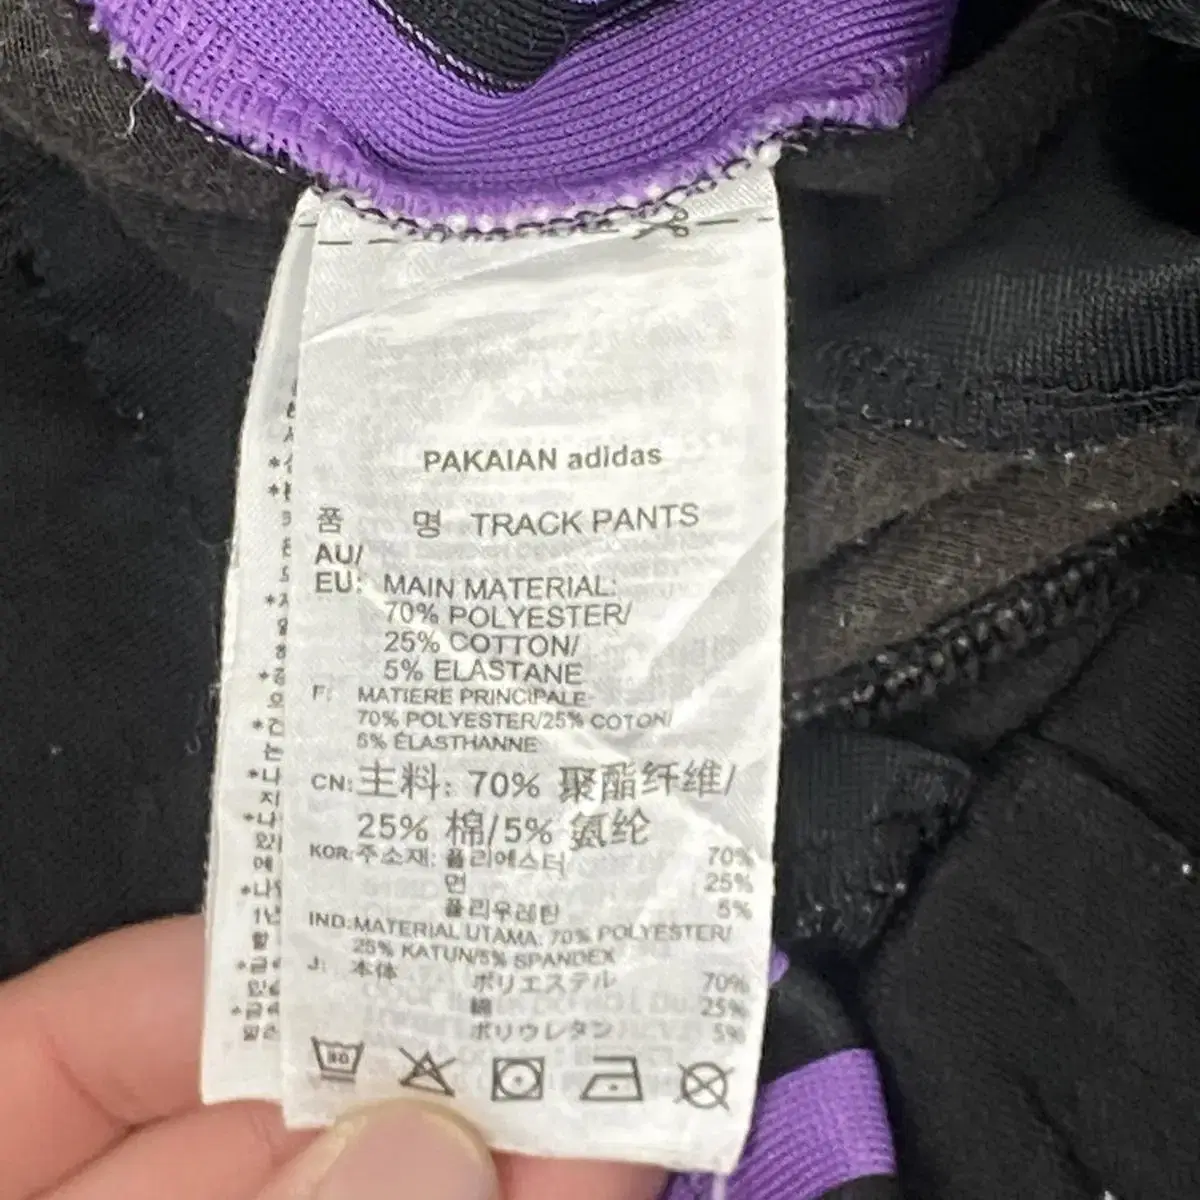 PAKAIAN adidas
품 명 TRACK PANTS
AU/
EU: MAIN MATERIAL:
70% POLYESTER/
25% COTTON/
5% ELASTANE
F: MATIERE PRINCIPALE:
70% POLYESTER/25% COTON/
5% ÉLASTHANNE
CN: 主料: 70% 聚酯纤维/
25% 棉/5% 氨纶
KOR: 주소재: 폴리에스터 70%
면 25%
폴리우레탄 5%
IND: MATERIAL UTAMA: 70% POLYESTER/
25% KATUN/5% SPANDEX
J: 本体 ポリエステル 70%
綿 25%
ポリウレタン 5%